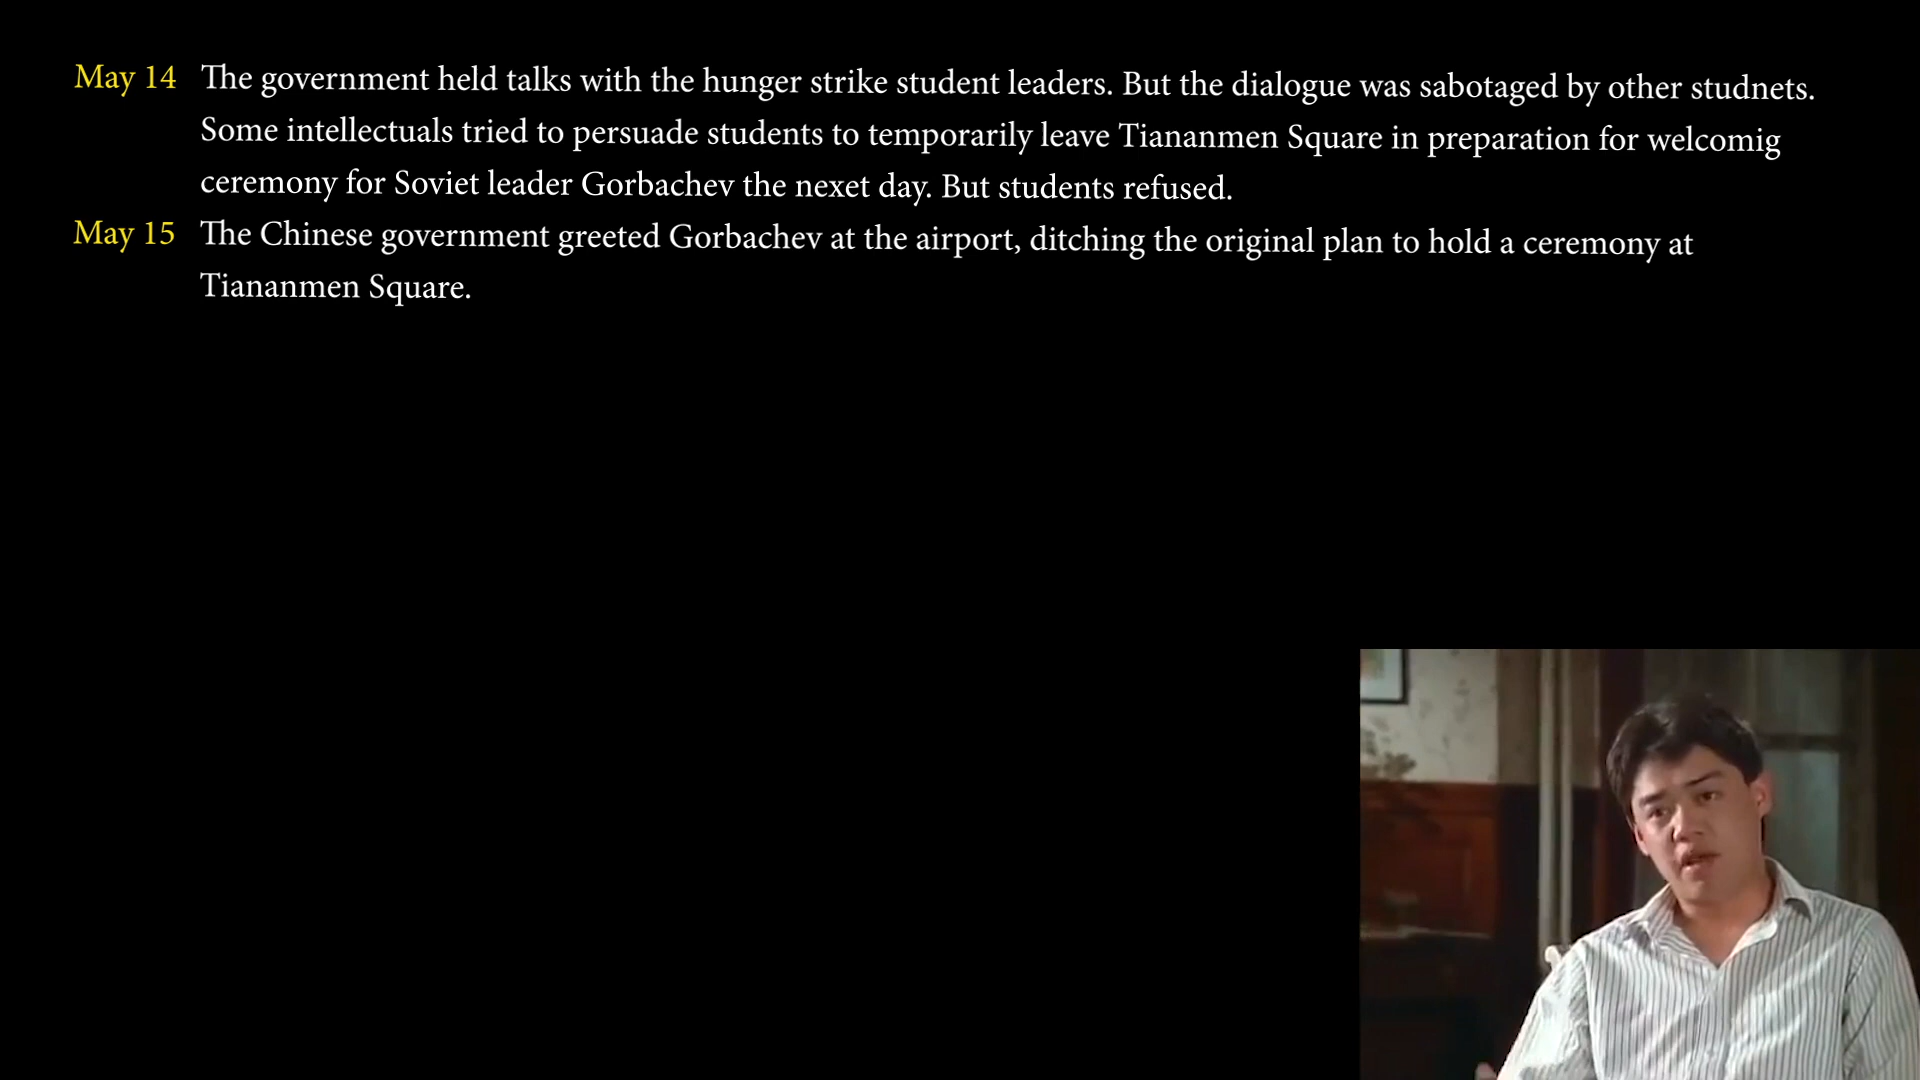 May 14 The government held talks with the hunger strike student leaders. But the dialogue was sabotaged by other studnets.
Some intellectuals tried to persuade students to temporarily leave Tiananmen Square in preparation for welcomig
ceremony for Soviet leader Gorbachev the nexet day. But students refused.
May 15 The Chinese government greeted Gorbachev at the airport, ditching the original plan to hold a ceremony at
Tiananmen Square.